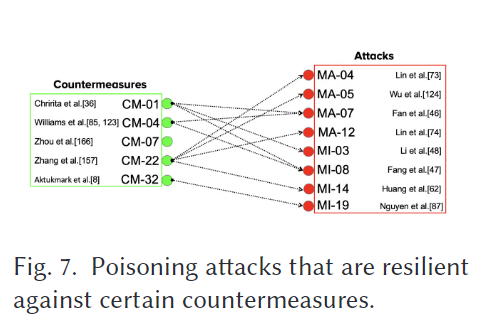 Attacks
Countermeasures
Chririta et al.[36] CM-01
Williams et al.[85, 123] CM-04
Zhou et al.[166] CM-07
Zhang et al.[157] CM-22
Aktukmark et al.[8] CM-32
MA-04 Lin et al.[73]
MA-05 Wu et al.[124]
MA-07 Fan et al.[46]
MA-12 Lin et al.[74]
MI-03 Li et al.[48]
MI-08 Fang et al.[47]
MI-14 Huang et al.[62]
MI-19 Nguyen et al.[87]
Fig. 7. Poisoning attacks that are resilient
against certain countermeasures.